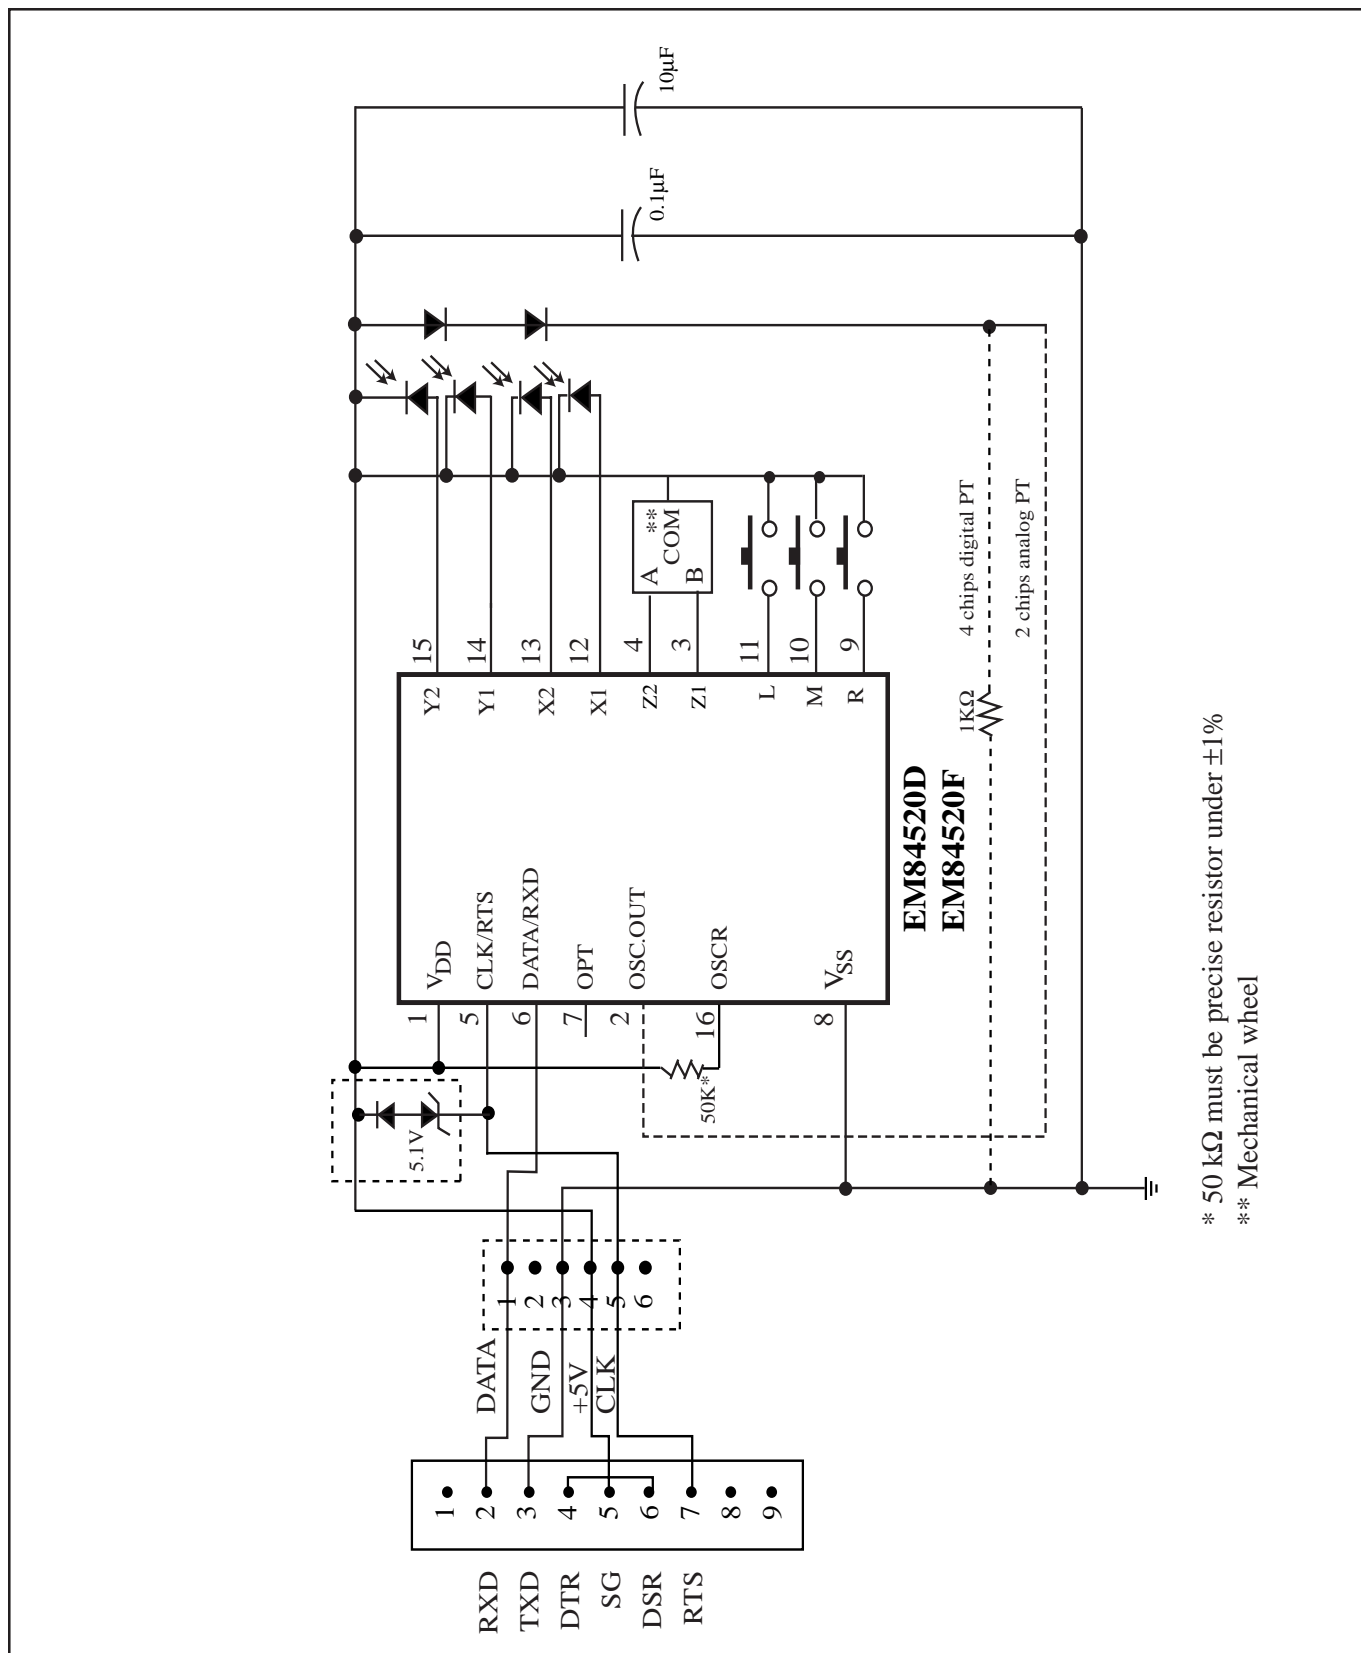 10µF
0.1µF
4 chips digital PT
2 chips analog PT
1KΩ
A
**
COM
B
15
14
13
12
4
3
11
10
9
Y2
Y1
X2
X1
Z2
Z1
L
M
R
EM84520D
EM84520F
VDD
CLK/RTS
DATA/RXD
OPT
OSC.OUT
OSCR
VSS
1
5
6
7
2
16
8
50K*
5.1V
1
2
3
4
5
6
DATA
GND
+5V
CLK
1
2
3
4
5
6
7
8
9
RXD
TXD
DTR
SG
DSR
RTS
* 50 kΩ must be precise resistor under ±1%
** Mechanical wheel